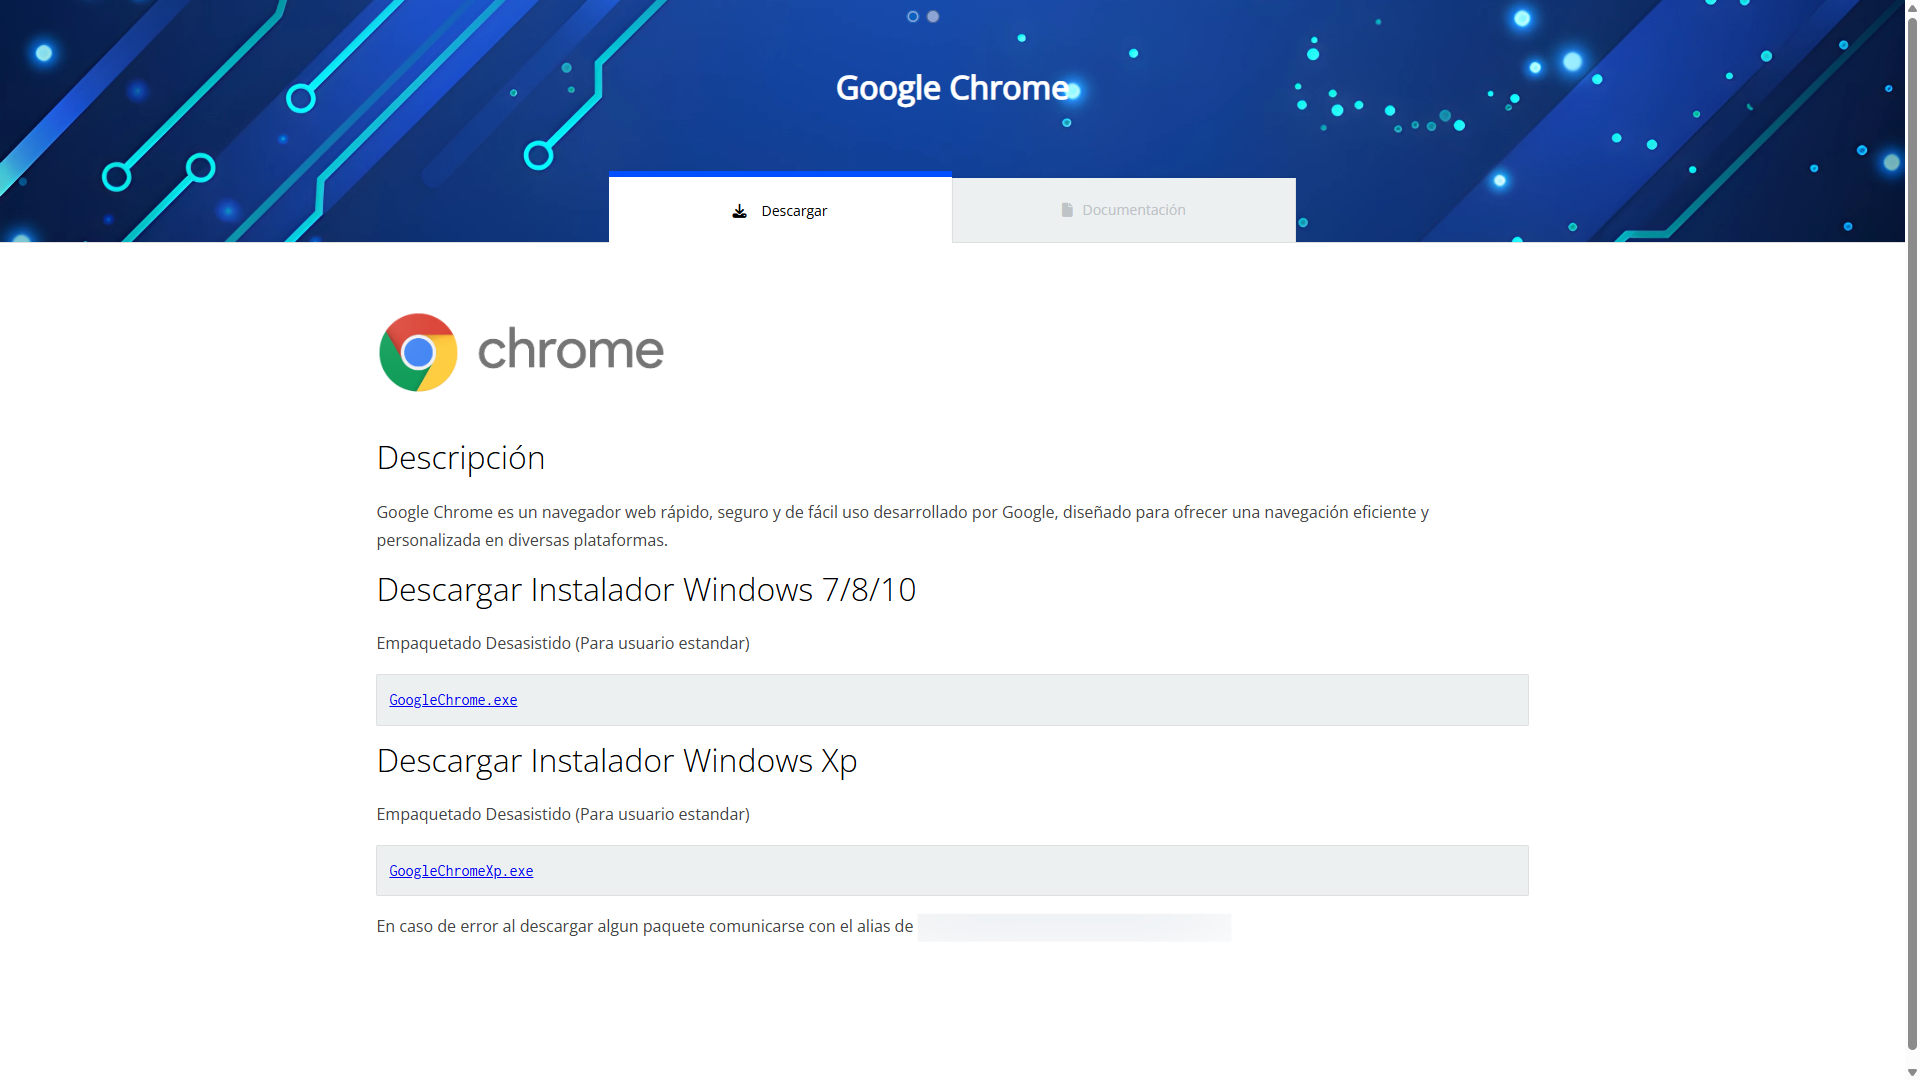 Google Chrome
Descargar
Documentación
chrome
Descripción
Google Chrome es un navegador web rápido, seguro y de fácil uso desarrollado por Google, diseñado para ofrecer una navegación eficiente y
personalizada en diversas plataformas.
Descargar Instalador Windows 7/8/10
Empaquetado Desasistido (Para usuario estandar)
GoogleChrome.exe
Descargar Instalador Windows Xp
Empaquetado Desasistido (Para usuario estandar)
GoogleChromeXp.exe
En caso de error al descargar algun paquete comunicarse con el alias de